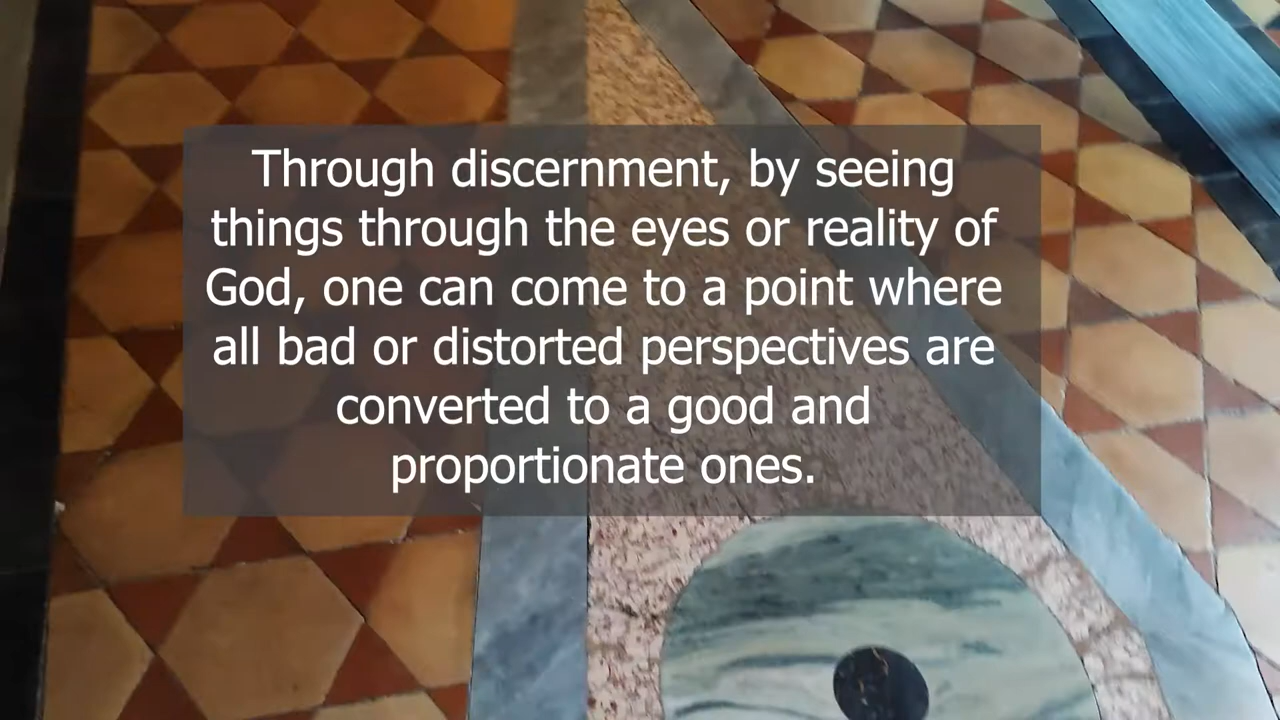 Through discernment, by seeing
things through the eyes or reality of
God, one can come to a point where
all bad or distorted perspectives are
converted to a good and
proportionate ones.